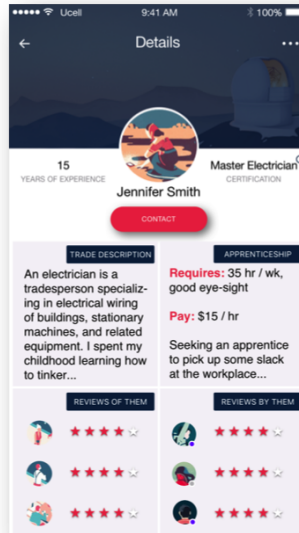 Ucell 9:41 AM 100%
Details
15
YEARS OF EXPERIENCE
Master Electrician
CERTIFICATION
Jennifer Smith
CONTACT
TRADE DESCRIPTION
An electrician is a
tradesperson specializ-
ing in electrical wiring
of buildings, stationary
machines, and related
equipment. I spent my
childhood learning how
to tinker...
APPRENTICESHIP
Requires: 35 hr / wk,
good eye-sight
Pay: $15 / hr
Seeking an apprentice
to pick up some slack
at the workplace...
REVIEWS OF THEM
REVIEWS BY THEM